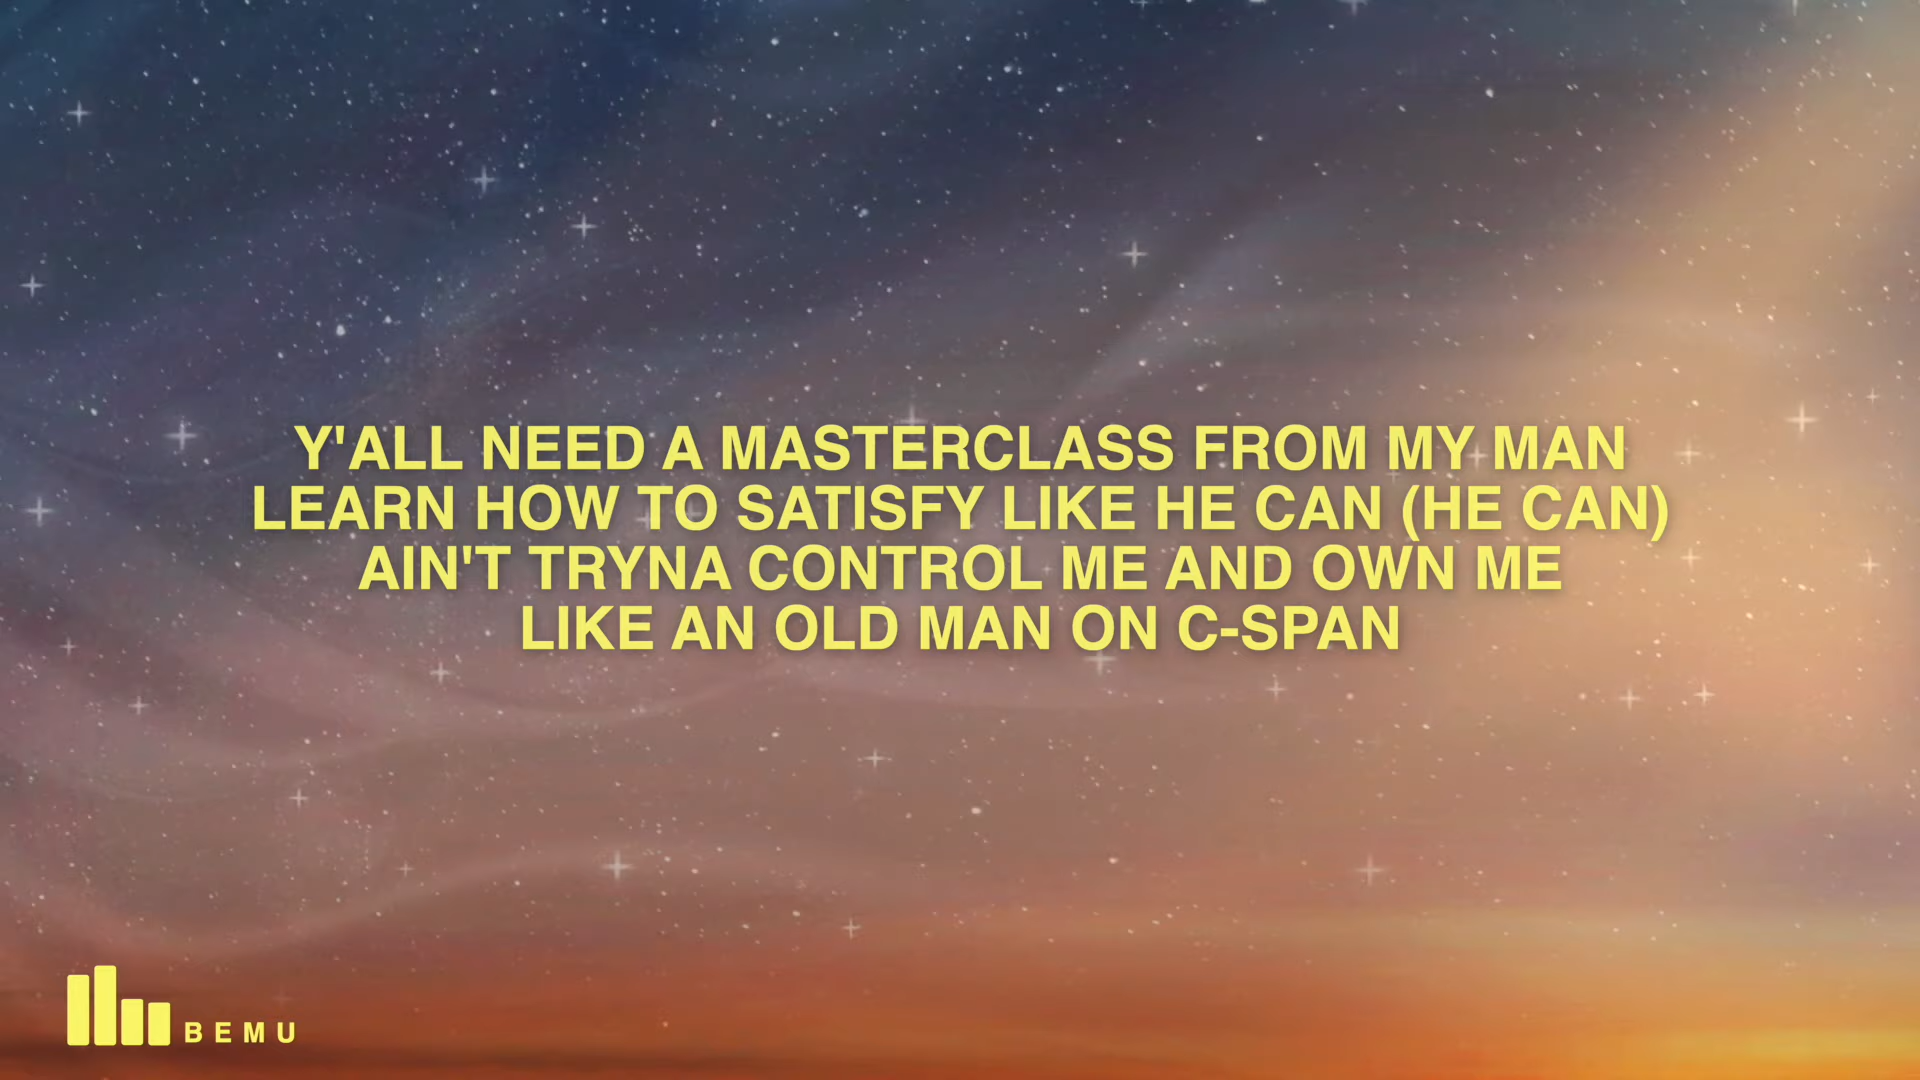 Y'ALL NEED A MASTERCLASS FROM MY MAN
LEARN HOW TO SATISFY LIKE HE CAN (HE CAN)
AIN'T TRYNA CONTROL ME AND OWN ME
LIKE AN OLD MAN ON C-SPAN
BEMU